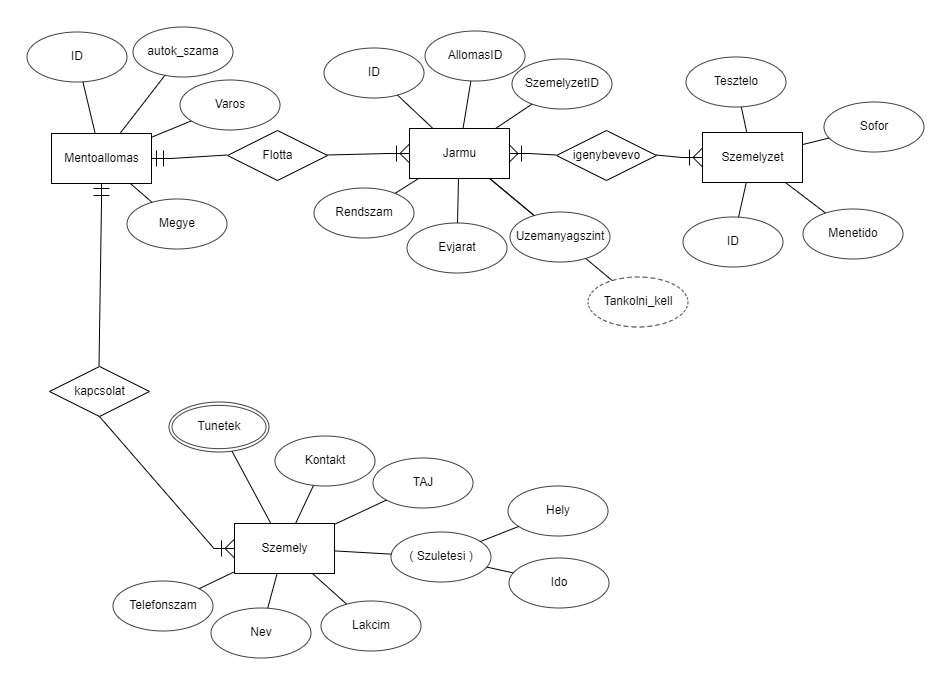 ID
autok_szama
Varos
Mentoallomas
Megye
Flotta
ID
AllomasID
SzemelyzetID
Jarmu
Rendszam
Evjarat
Uzemanyagszint
Tankolni_kell
igenybevevo
Tesztelo
Sofor
Szemelyzet
ID
Menetido
kapcsolat
Tunetek
Kontakt
TAJ
Szemely
( Szuletesi )
Hely
Ido
Telefonszam
Nev
Lakcim